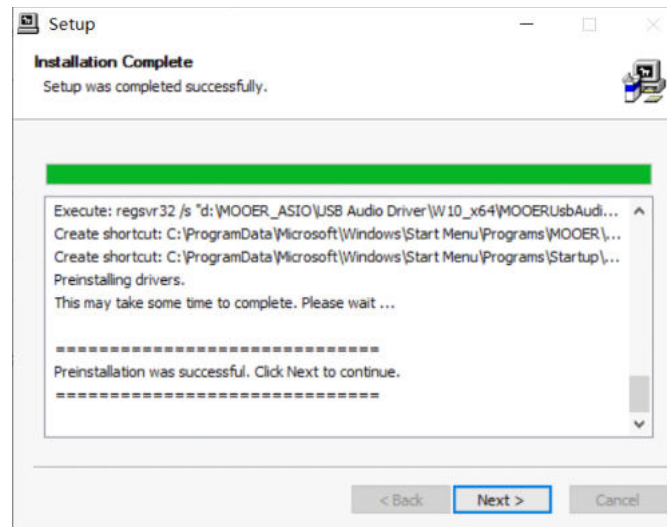 Setup
Installation Complete
Setup was completed successfully.
Execute: regsvr32 /s "d:\MOOER_ASIO\USB Audio Driver\W10_x64\MOOERUsbAudi...
Create shortcut: C:\ProgramData\Microsoft\Windows\Start Menu\Programs\MOOER\...
Create shortcut: C:\ProgramData\Microsoft\Windows\Start Menu\Programs\Startup\...
Preinstalling drivers.
This may take some time to complete. Please wait ...
==============================
Preinstallation was successful. Click Next to continue.
==============================
< Back Next > Cancel